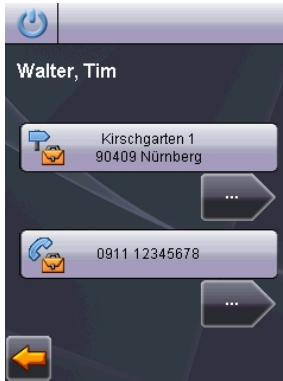 Walter, Tim
Kirschgarten 1
90409 Nürnberg
...
0911 12345678
...